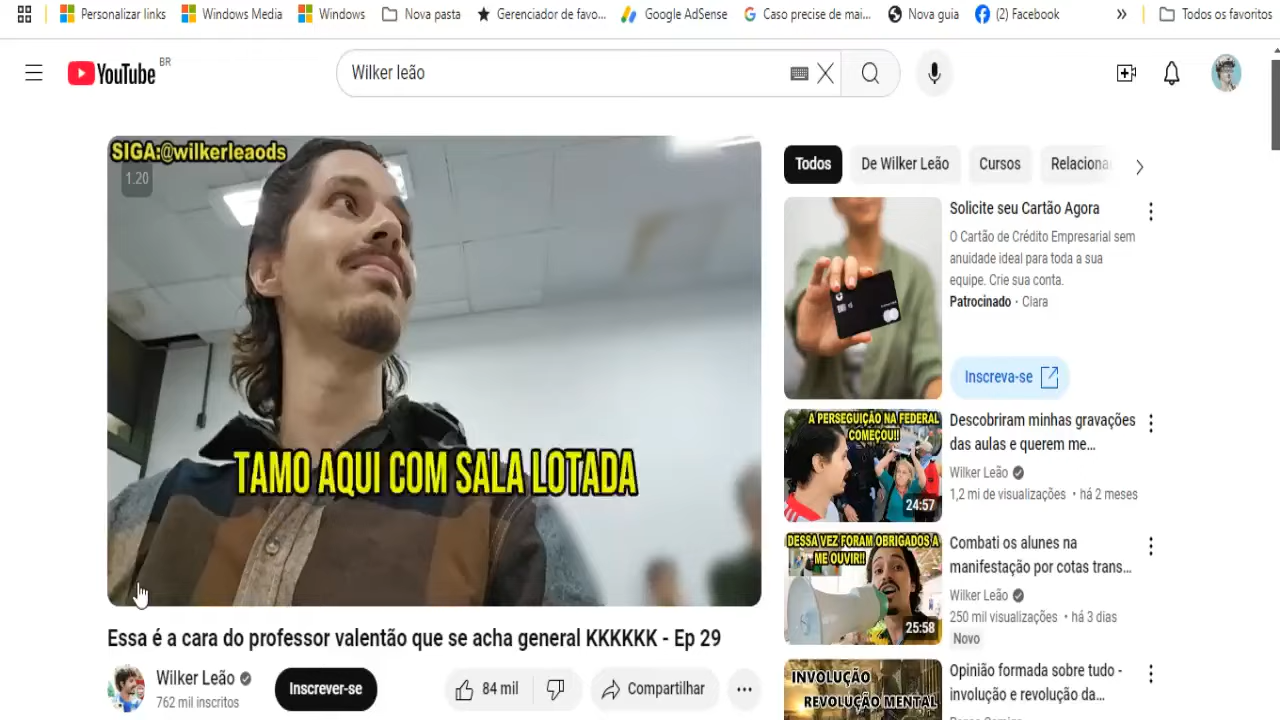 Personalizar links
Windows Media
Windows
Nova pasta
Gerenciador de favo...
Google AdSense
Caso precise de mai...
Nova guia
(2) Facebook
Todos os favoritos
YouTube BR
Wilker leão
SIGA:@wilkerleaods
1.20
TAMO AQUI COM SALA LOTADA
Essa é a cara do professor valentão que se acha general KKKKKK - Ep 29
Wilker Leão
762 mil inscritos
Inscrever-se
84 mil
Compartilhar
Todos
De Wilker Leão
Cursos
Relaciona
Solicite seu Cartão Agora
O Cartão de Crédito Empresarial sem
anuidade ideal para toda a sua
equipe. Crie sua conta.
Patrocinado · Clara
Inscreva-se
A PERSEGUIÇÃO NA FEDERAL
COMEÇOU!!
24:57
Descobriram minhas gravações
das aulas e querem me...
Wilker Leão
1,2 mi de visualizações · há 2 meses
DESSA VEZ FORAM OBRIGADOS A
ME OUVIR!!
25:58
Combati os alunes na
manifestação por cotas trans...
Wilker Leão
250 mil visualizações · há 3 dias
Novo
INVOLUÇÃO
REVOLUÇÃO MENTAL
Opinião formada sobre tudo -
involução e revolução da...